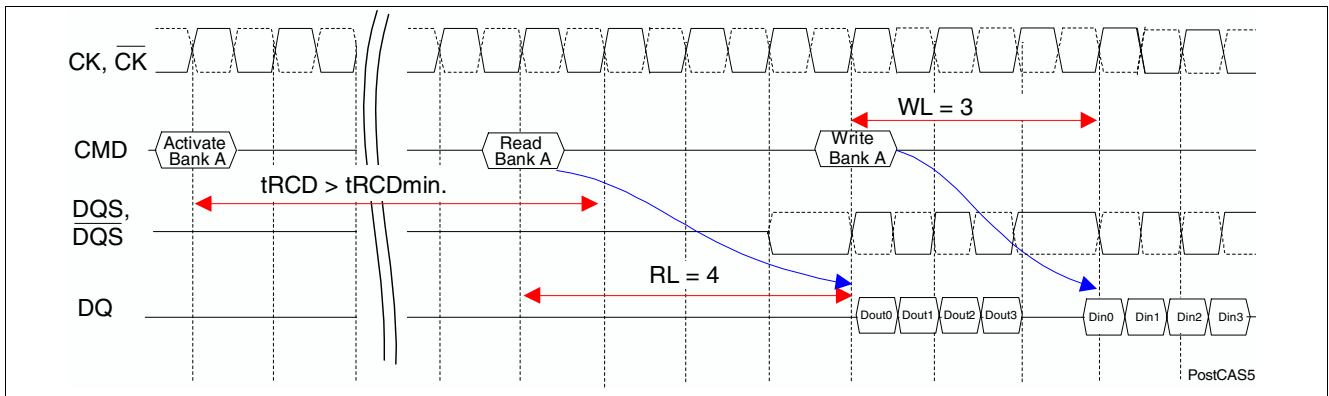 CK, CK
WL = 3
CMD
Activate
Bank A
Read
Bank A
Write
Bank A
tRCD > tRCDmin.
DQS,
DQS
RL = 4
DQ
Dout0 Dout1 Dout2 Dout3
Din0 Din1 Din2 Din3
PostCAS5